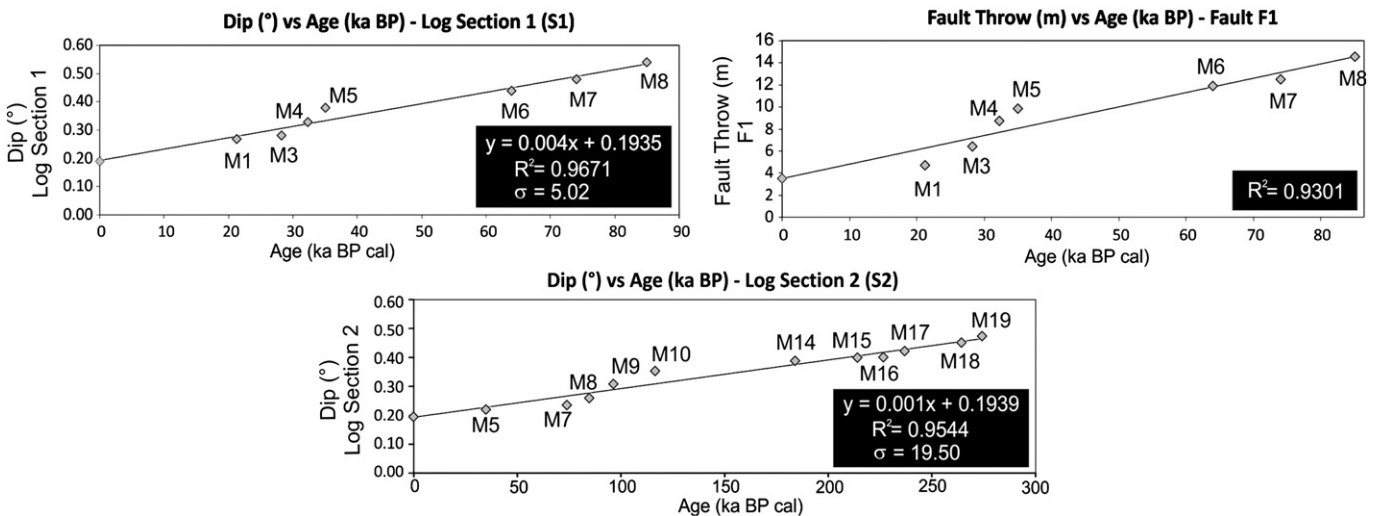 Dip (°) vs Age (ka BP) - Log Section 1 (S1)
0.60
0.50
0.40
0.30
0.20
0.10
0.00
Dip (°)
Log Section 1
M1
M3
M4
M5
M6
M7
M8
y = 0.004x + 0.1935
R²= 0.9671
σ = 5.02
0 10 20 30 40 50 60 70 80 90
Age (ka BP cal)
Fault Throw (m) vs Age (ka BP) - Fault F1
16
14
12
10
8
6
4
2
0
Fault Throw (m)
F1
M1
M3
M4
M5
M6
M7
M8
R²= 0.9301
0 10 20 30 40 50 60 70 80
Age (ka BP cal)
Dip (°) vs Age (ka BP) - Log Section 2 (S2)
0.60
0.50
0.40
0.30
0.20
0.10
0.00
Dip (°)
Log Section 2
M5
M7
M8
M9
M10
M14
M15
M16
M17
M18
M19
y = 0.001x + 0.1939
R²= 0.9544
σ = 19.50
0 50 100 150 200 250 300
Age (ka BP cal)